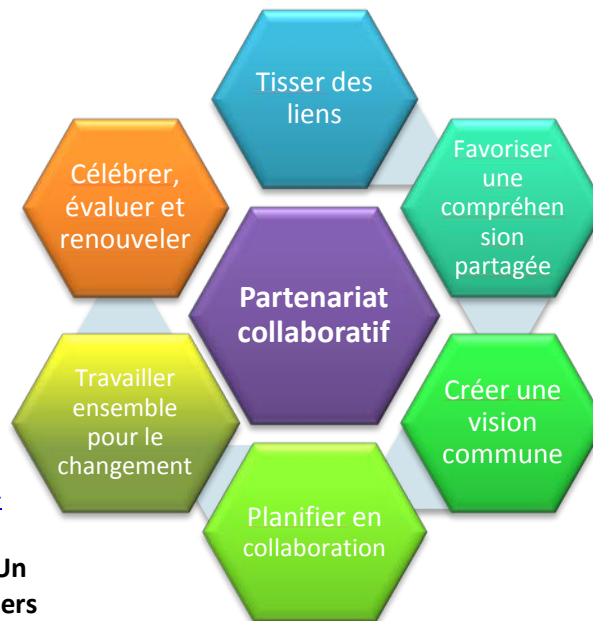 Tisser des
liens
Favoriser
une
compréhen
sion
partagée
Créer une
vision
commune
Planifier en
collaboration
Travailler
ensemble
pour le
changement
Célébrer,
évaluer et
renouveler
Partenariat
collaboratif
Un
ers